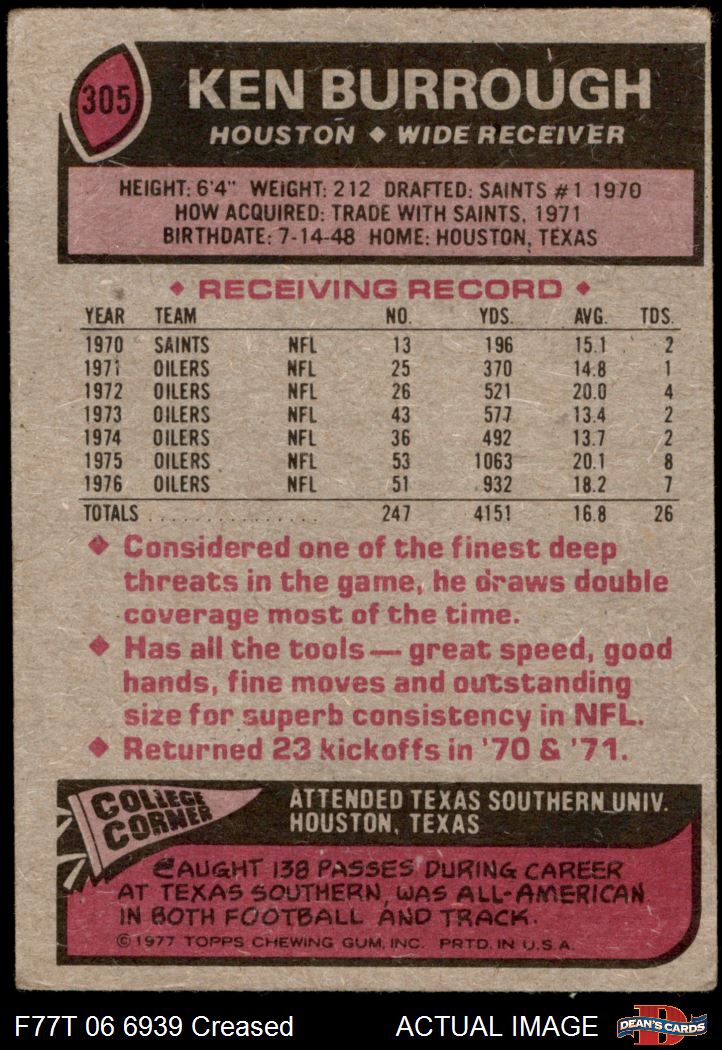 305
KEN BURROUGH
HOUSTON ◆ WIDE RECEIVER
HEIGHT: 6'4" WEIGHT: 212 DRAFTED: SAINTS #1 1970
HOW ACQUIRED: TRADE WITH SAINTS, 1971
BIRTHDATE: 7-14-48 HOME: HOUSTON, TEXAS
◆ RECEIVING RECORD ◆
YEAR TEAM NO. YDS. AVG. TDS.
1970 SAINTS NFL 13 196 15.1 2
1971 OILERS NFL 25 370 14.8 1
1972 OILERS NFL 26 521 20.0 4
1973 OILERS NFL 43 577 13.4 2
1974 OILERS NFL 36 492 13.7 2
1975 OILERS NFL 53 1063 20.1 8
1976 OILERS NFL 51 932 18.2 7
TOTALS ................ 247 4151 16.8 26
◆ Considered one of the finest deep
threats in the game, he draws double
coverage most of the time.
◆ Has all the tools — great speed, good
hands, fine moves and outstanding
size for superb consistency in NFL.
◆ Returned 23 kickoffs in '70 & '71.
COLLEGE
CORNER
ATTENDED TEXAS SOUTHERN UNIV.
HOUSTON, TEXAS
CAUGHT 138 PASSES DURING CAREER
AT TEXAS SOUTHERN, WAS ALL-AMERICAN
IN BOTH FOOTBALL AND TRACK.
© 1977 TOPPS CHEWING GUM, INC. PRTD. IN U.S.A.
F77T 06 6939 Creased ACTUAL IMAGE
D
DEAN'S CARDS